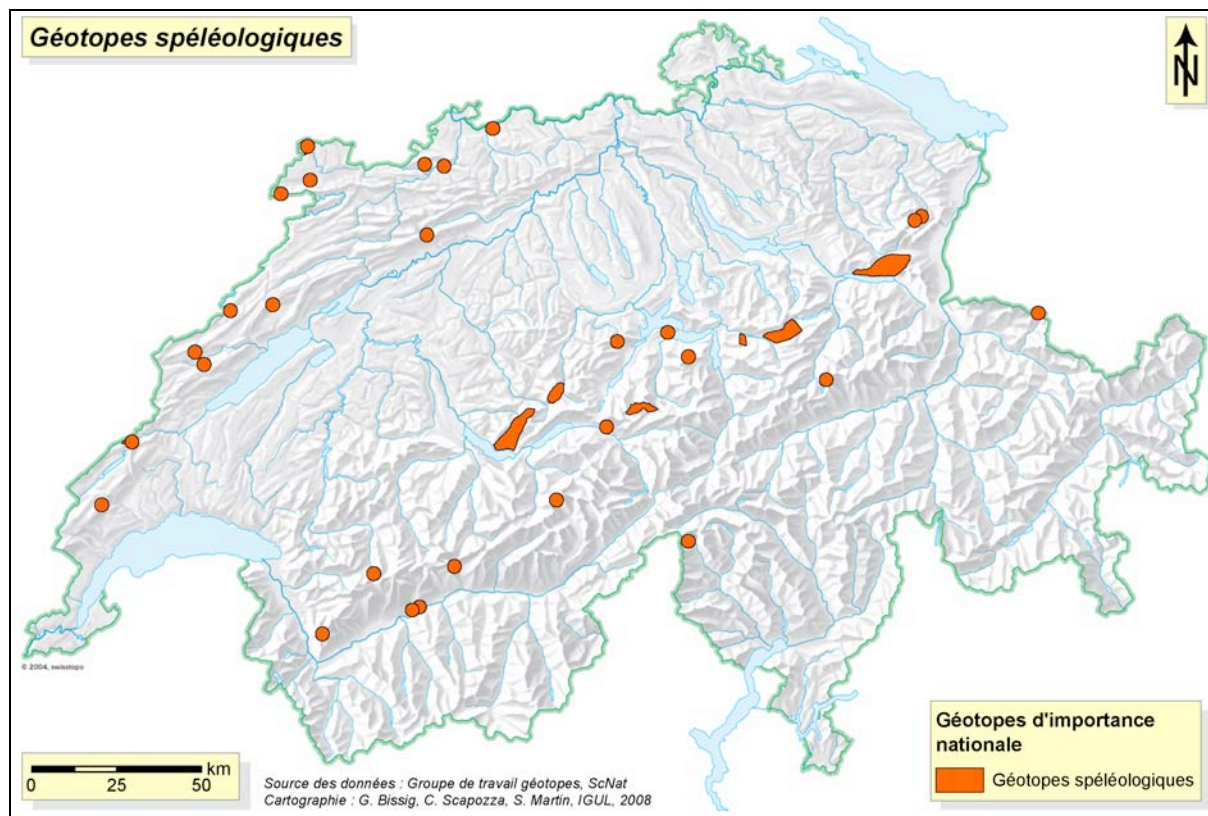 Géotopes spéléologiques
N
© 2004, swisstopo
0 25 50 km
Source des données : Groupe de travail géotopes, ScNat
Cartographie : G. Bissig, C. Scapozza, S. Martin, IGUL, 2008
Géotopes d'importance
nationale
Géotopes spéléologiques